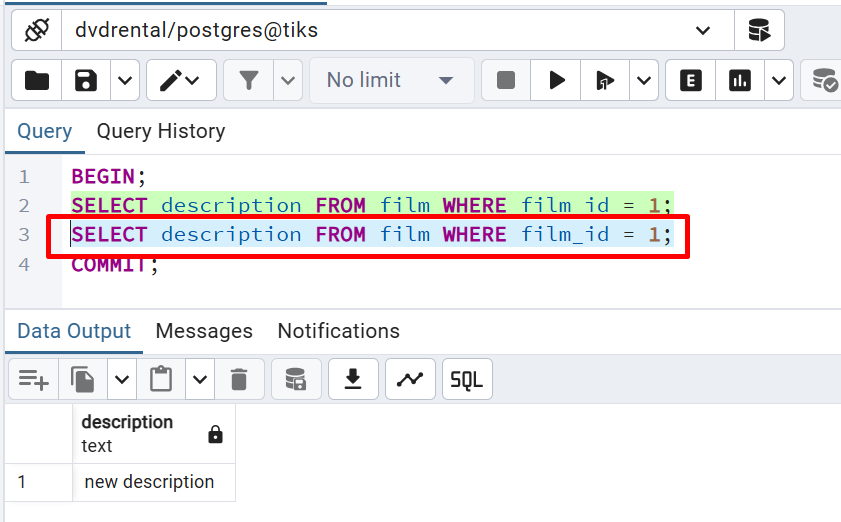 dvdrental/postgres@tiks
No limit
E
Query Query History
1 BEGIN;
2 SELECT description FROM film WHERE film_id = 1;
3 SELECT description FROM film WHERE film_id = 1;
4 COMMIT;
Data Output Messages Notifications
SQL
description
text
1 new description